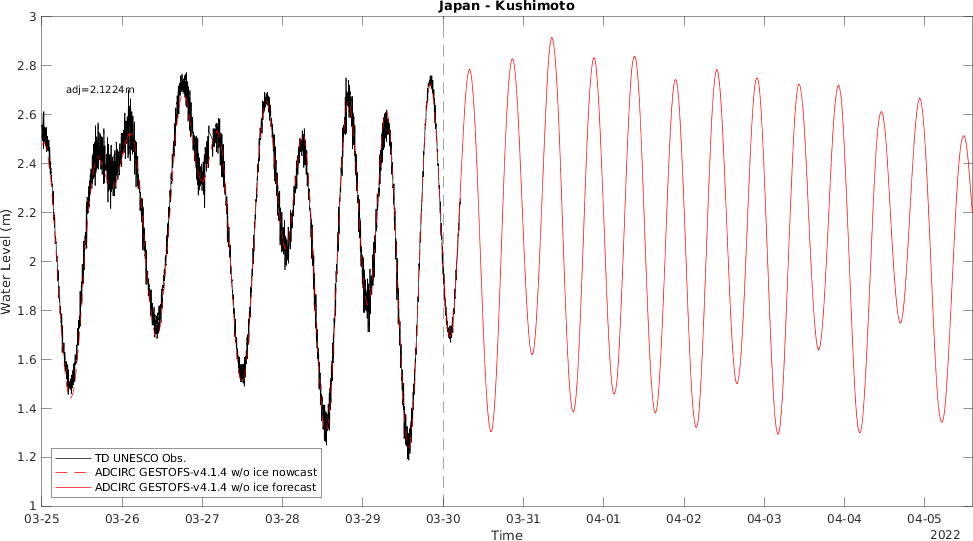 Japan - Kushimoto
3
2.8
2.6
2.4
2.2
2
1.8
1.6
1.4
1.2
1
Water Level (m)
adj=2.1224m
TD UNESCO Obs.
ADCIRC GESTOFS-v4.1.4 w/o ice nowcast
ADCIRC GESTOFS-v4.1.4 w/o ice forecast
03-25 03-26 03-27 03-28 03-29 03-30 03-31 04-01 04-02 04-03 04-04 04-05
Time
2022